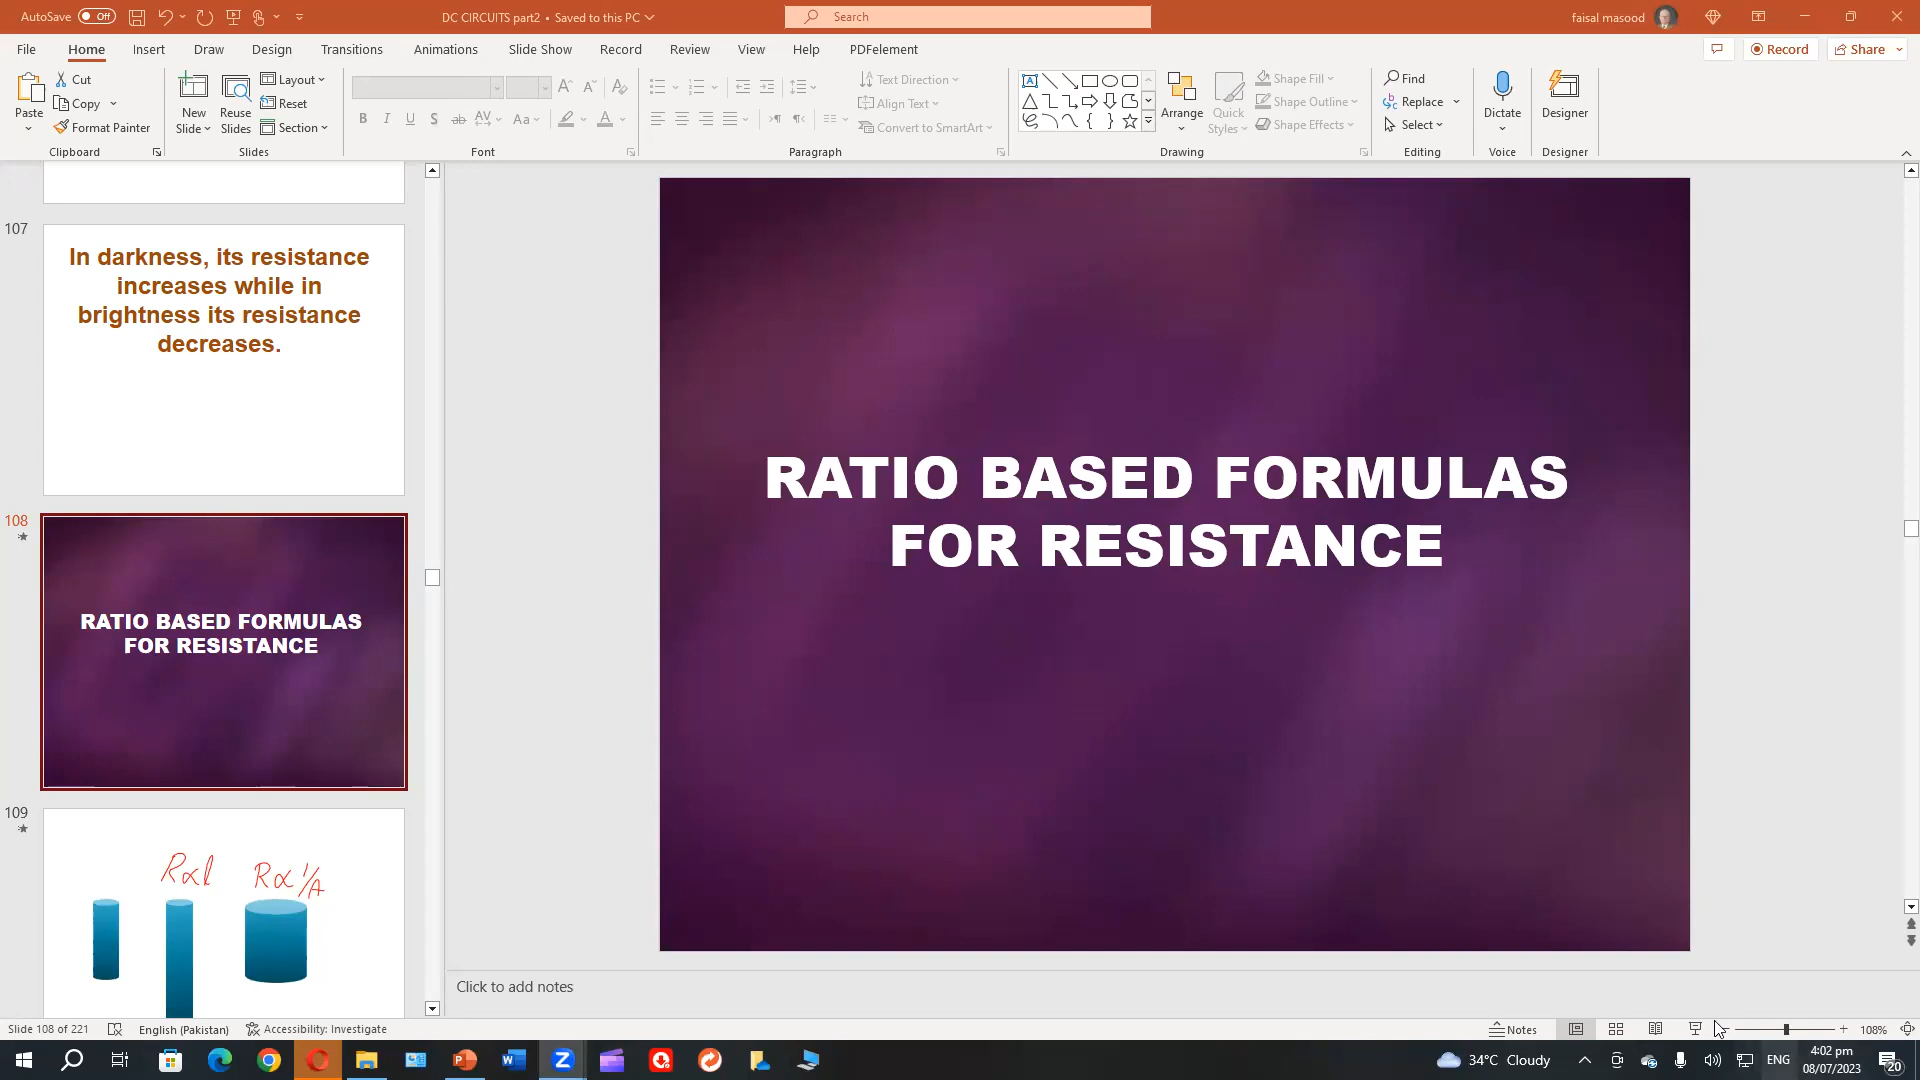 AutoSave Off
DC CIRCUITS part2 • Saved to this PC
Search
faisal masood
File Home Insert Draw Design Transitions Animations Slide Show Record Review View Help PDFelement
Record Share
Paste
Cut
Copy
Format Painter
Clipboard
New Slide
Reuse Slides
Layout
Reset
Section
Slides
B I U S ab AV Aa A
Font
Text Direction
Align Text
Convert to SmartArt
Paragraph
Arrange
Quick Styles
Shape Fill
Shape Outline
Shape Effects
Drawing
Find
Replace
Select
Editing
Dictate
Voice
Designer
Designer
107
In darkness, its resistance
increases while in
brightness its resistance
decreases.
108
RATIO BASED FORMULAS
FOR RESISTANCE
109
R∝l R∝1/A
RATIO BASED FORMULAS
FOR RESISTANCE
Click to add notes
Slide 108 of 221 English (Pakistan) Accessibility: Investigate Notes 108%
34°C Cloudy ENG 4:02 pm
08/07/2023 20